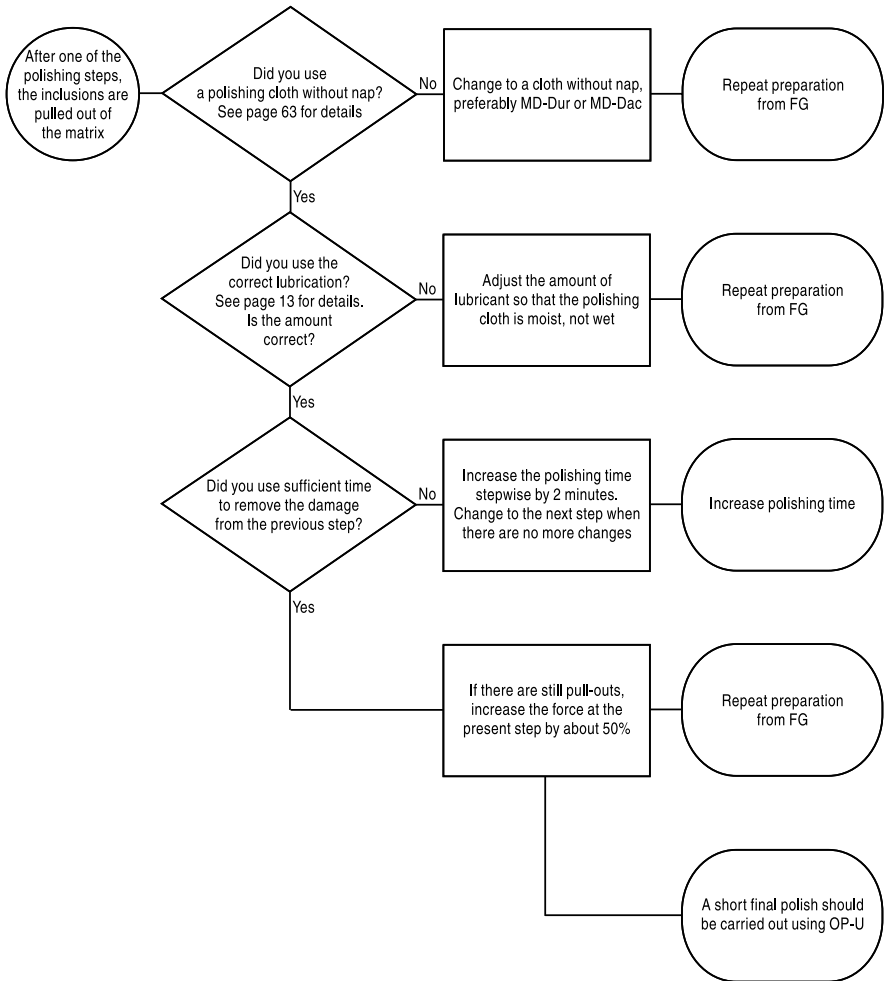 After one of the
polishing steps,
the inclusions are
pulled out of
the matrix
Did you use
a polishing cloth without nap?
See page 63 for details
No
Change to a cloth without nap,
preferably MD-Dur or MD-Dac
Repeat preparation
from FG
Yes
Did you use the
correct lubrication?
See page 13 for details.
Is the amount
correct?
No
Adjust the amount of
lubricant so that the polishing
cloth is moist, not wet
Repeat preparation
from FG
Yes
Did you use sufficient time
to remove the damage
from the previous step?
No
Increase the polishing time
stepwise by 2 minutes.
Change to the next step when
there are no more changes
Increase polishing time
Yes
If there are still pull-outs,
increase the force at the
present step by about 50%
Repeat preparation
from FG
A short final polish should
be carried out using OP-U